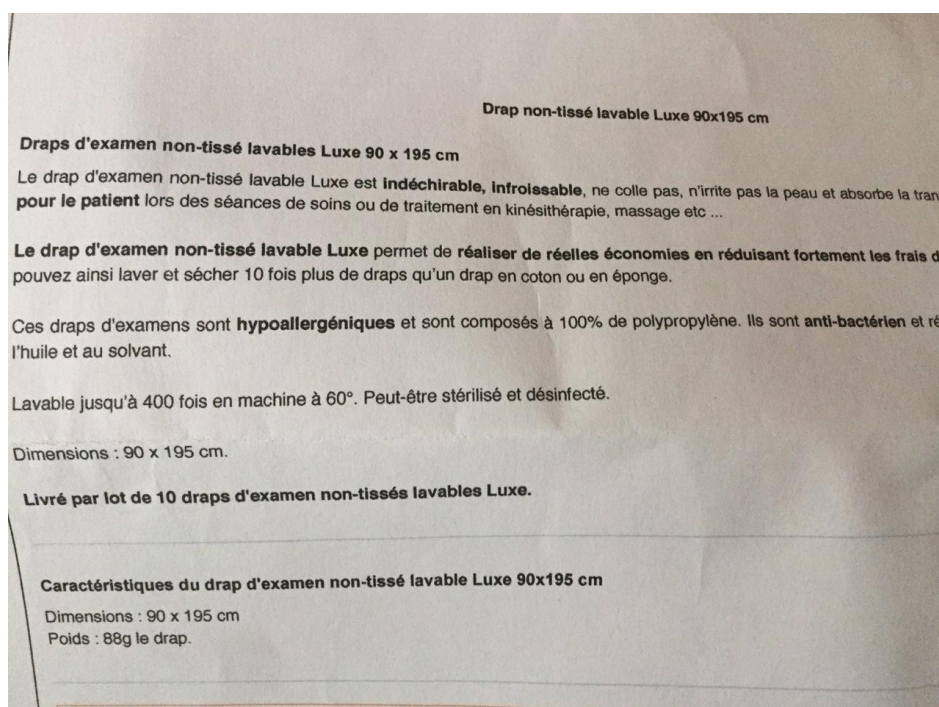 Drap non-tissé lavable Luxe 90x195 cm
Draps d'examen non-tissé lavables Luxe 90 x 195 cm
Le drap d'examen non-tissé lavable Luxe est indéchirable, infroissable, ne colle pas, n'irrite pas la peau et absorbe la tran
pour le patient lors des séances de soins ou de traitement en kinésithérapie, massage etc ...
Le drap d'examen non-tissé lavable Luxe permet de réaliser de réelles économies en réduisant fortement les frais d
pouvez ainsi laver et sécher 10 fois plus de draps qu'un drap en coton ou en éponge.
Ces draps d'examens sont hypoallergéniques et sont composés à 100% de polypropylène. Ils sont anti-bactérien et ré
l'huile et au solvant.
Lavable jusqu'à 400 fois en machine à 60°. Peut-être stérilisé et désinfecté.
Dimensions : 90 x 195 cm.
Livré par lot de 10 draps d'examen non-tissés lavables Luxe.
Caractéristiques du drap d'examen non-tissé lavable Luxe 90x195 cm
Dimensions : 90 x 195 cm
Poids : 88g le drap.